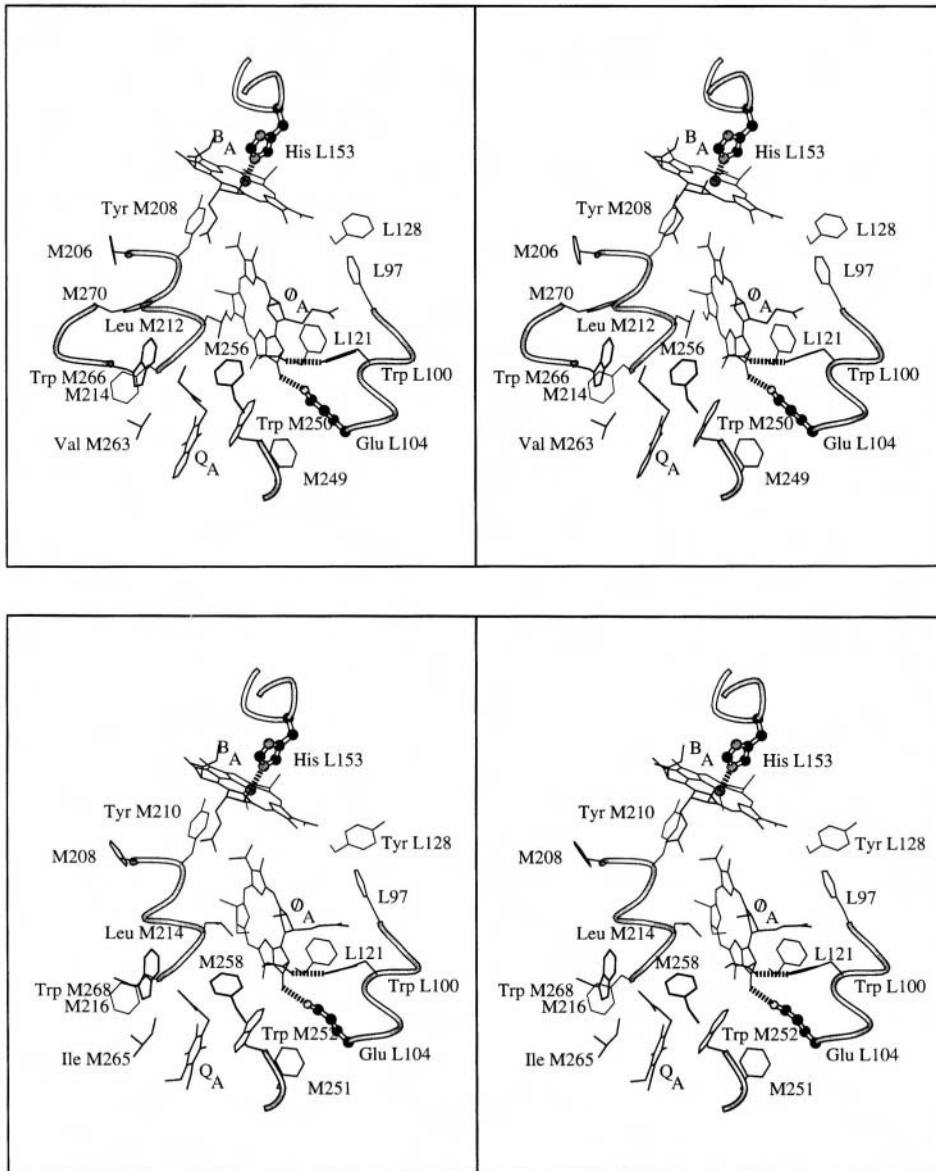 B A
His L153
Tyr M208
L128
M206
L97
M270
Ø A
Leu M212
L121
M256
Trp M266
Trp L100
M214
Trp M250
Val M263
Glu L104
Q A
M249
B A
His L153
Tyr M208
L128
M206
L97
M270
Ø A
Leu M212
L121
M256
Trp M266
Trp L100
M214
Trp M250
Val M263
Glu L104
Q A
M249
B A
His L153
Tyr M210
Tyr L128
M208
L97
Ø A
Leu M214
L121
M258
Trp M268
Trp L100
M216
Trp M252
Ile M265
Glu L104
Q A
M251
B A
His L153
Tyr M210
Tyr L128
M208
L97
Ø A
Leu M214
L121
M258
Trp M268
Trp L100
M216
Trp M252
Ile M265
Glu L104
Q A
M251